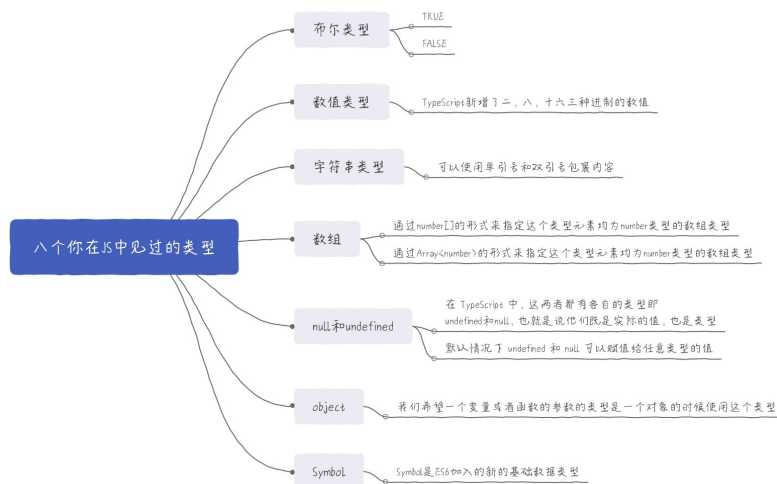 八个你在JS中见过的类型
布尔类型
TRUE
FALSE
数值类型
TypeScript新增了二，八，十六三种进制的数值
字符串类型
可以使用单引号和双引号包裹内容
数组
通过number[]的形式来指定这个类型元素均为number类型的数组类型
通过Array<number>的形式来指定这个类型元素均为number类型的数组类型
null和undefined
在 TypeScript 中，这两者都有各自的类型即
undefined和null，也就是说他们既是实际的值，也是类型
默认情况下 undefined 和 null 可以赋值给任意类型的值
object
我们希望一个变量或者函数的参数的类型是一个对象的时候使用这个类型
Symbol
Symbol是ES6加入的新的基础数据类型